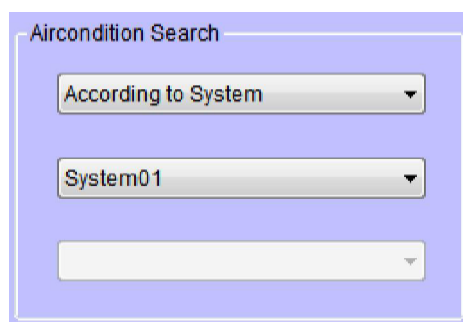 Aircondition Search
According to System
System01